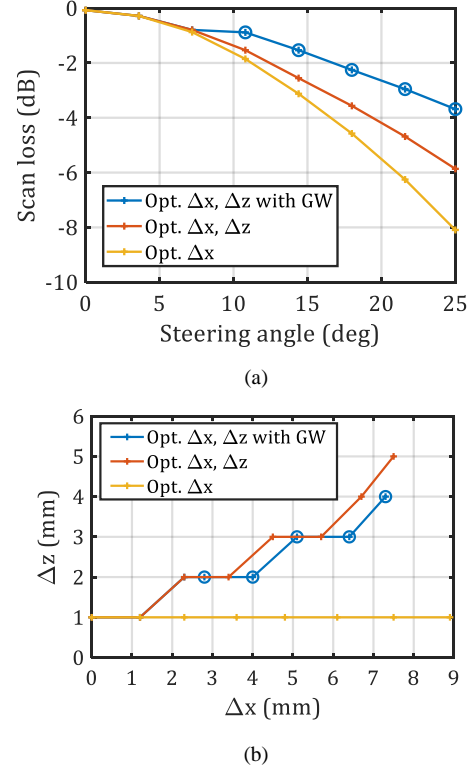 0
-2
-4
-6
-8
-10
Scan loss (dB)
Opt. Δx, Δz with GW
Opt. Δx, Δz
Opt. Δx
0 5 10 15 20 25
Steering angle (deg)
(a)
6
5
4
3
2
1
0
Δz (mm)
Opt. Δx, Δz with GW
Opt. Δx, Δz
Opt. Δx
0 1 2 3 4 5 6 7 8 9
Δx (mm)
(b)